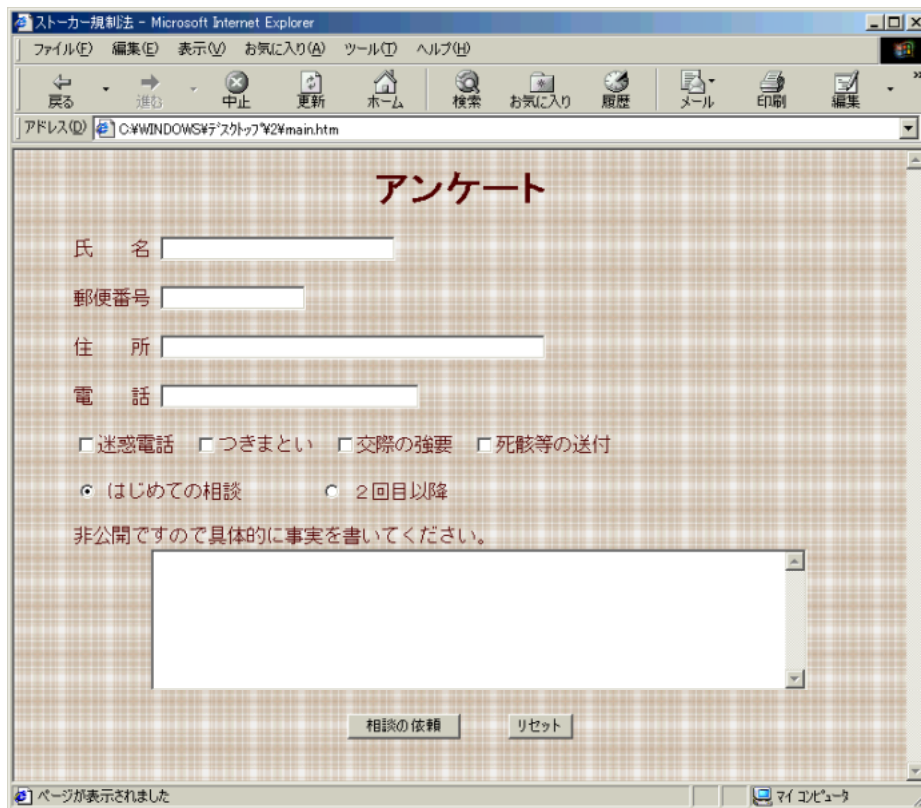 ストーカー規制法 - Microsoft Internet Explorer
ファイル(F) 編集(E) 表示(V) お気に入り(A) ツール(T) ヘルプ(H)
戻る 進む 中止 更新 ホーム 検索 お気に入り 履歴 メール 印刷 編集 »
アドレス(D) C:¥WINDOWS¥デスクトップ¥2¥main.htm
アンケート
氏 名
郵便番号
住 所
電 話
迷惑電話 つきまとい 交際の強要 死骸等の送付
はじめての相談 2回目以降
非公開ですので具体的に事実を書いてください。
相談の依頼 リセット
ページが表示されました マイ コンピュータ